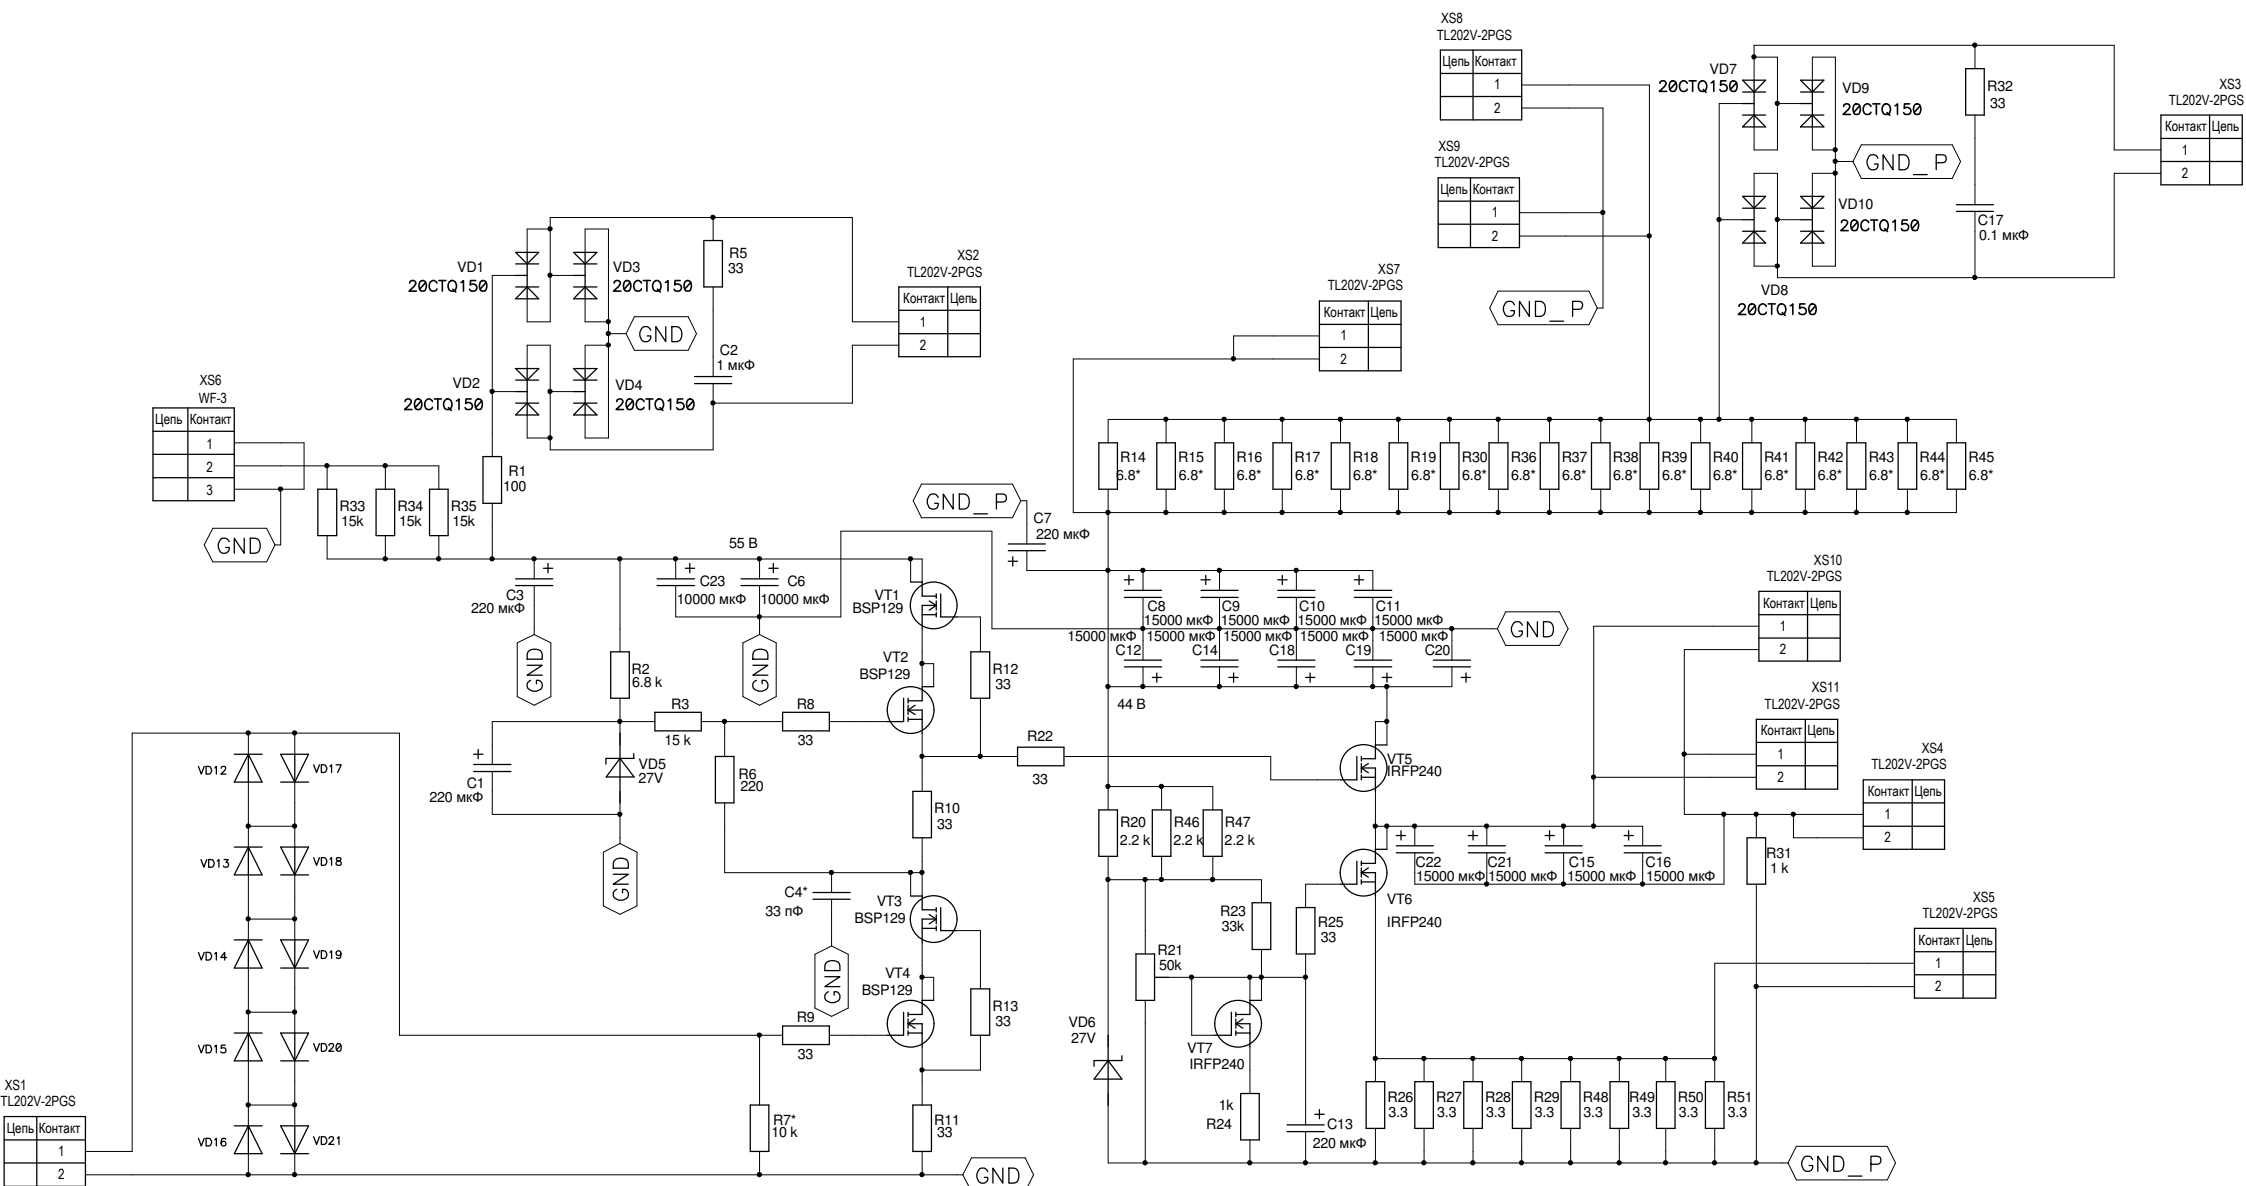 XS8
TL202V-2PGS
Цепь Контакт
1
2
XS9
TL202V-2PGS
Цепь Контакт
1
2
GND_P
VD7
20CTQ150
VD9
20CTQ150
R32
33
XS3
TL202V-2PGS
Контакт Цепь
1
2
GND_P
VD10
20CTQ150
C17
0.1 мкФ
VD8
20CTQ150
XS7
TL202V-2PGS
Контакт Цепь
1
2
VD1
20CTQ150
VD3
20CTQ150
R5
33
XS2
TL202V-2PGS
Контакт Цепь
1
2
GND
C2
1 мкФ
VD2
20CTQ150
VD4
20CTQ150
XS6
WF-3
Цепь Контакт
1
2
3
GND
R33
15k
R34
15k
R35
15k
R1
100
R14
6.8*
R15
6.8*
R16
6.8*
R17
6.8*
R18
6.8*
R19
6.8*
R30
6.8*
R36
6.8*
R37
6.8*
R38
6.8*
R39
6.8*
R40
6.8*
R41
6.8*
R42
6.8*
R43
6.8*
R44
6.8*
R45
6.8*
GND_P
C7
220 мкФ
+
55 В
+
C3
220 мкФ
GND
+
C23
10000 мкФ
+
C6
10000 мкФ
GND
VT1
BSP129
+
C8
15000 мкФ
+
C9
15000 мкФ
+
C10
15000 мкФ
+
C11
15000 мкФ
GND
15000 мкФ
C12
+
15000 мкФ
C14
+
15000 мкФ
C18
+
15000 мкФ
C19
+
15000 мкФ
C20
+
44 В
XS10
TL202V-2PGS
Контакт Цепь
1
2
XS11
TL202V-2PGS
Контакт Цепь
1
2
XS4
TL202V-2PGS
Контакт Цепь
1
2
R2
6.8 k
VT2
BSP129
R12
33
R3
15 k
R8
33
R22
33
VT5
IRFP240
+
C1
220 мкФ
VD5
27V
GND
R6
220
R10
33
R20
2.2 k
R46
2.2 k
R47
2.2 k
+
C22
15000 мкФ
+
C21
15000 мкФ
+
C15
15000 мкФ
+
C16
15000 мкФ
R31
1 k
VT6
IRFP240
C4*
33 пФ
GND
VT3
BSP129
R23
33k
R25
33
XS5
TL202V-2PGS
Контакт Цепь
1
2
R21
50k
VT4
BSP129
R13
33
R9
33
VD6
27V
VT7
IRFP240
1k
R24
+
C13
220 мкФ
R26
3.3
R27
3.3
R28
3.3
R29
3.3
R48
3.3
R49
3.3
R50
3.3
R51
3.3
GND_P
VD12
VD17
VD13
VD18
VD14
VD19
VD15
VD20
VD16
VD21
XS1
TL202V-2PGS
Цепь Контакт
1
2
R7*
10 k
R11
33
GND